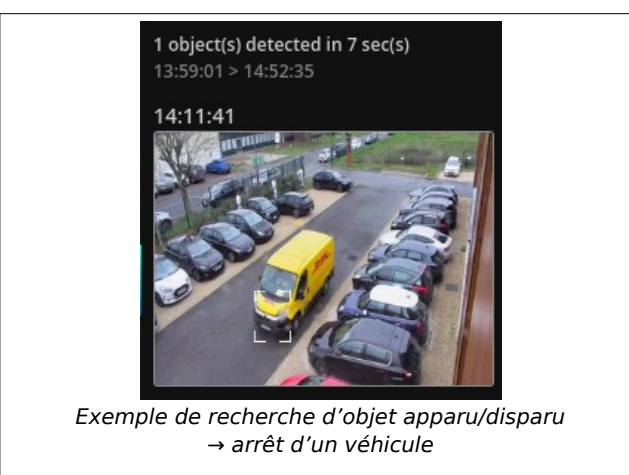 1 object(s) detected in 7 sec(s)
13:59:01 > 14:52:35
14:11:41
DHL
Exemple de recherche d’objet apparu/disparu
→ arrêt d’un véhicule